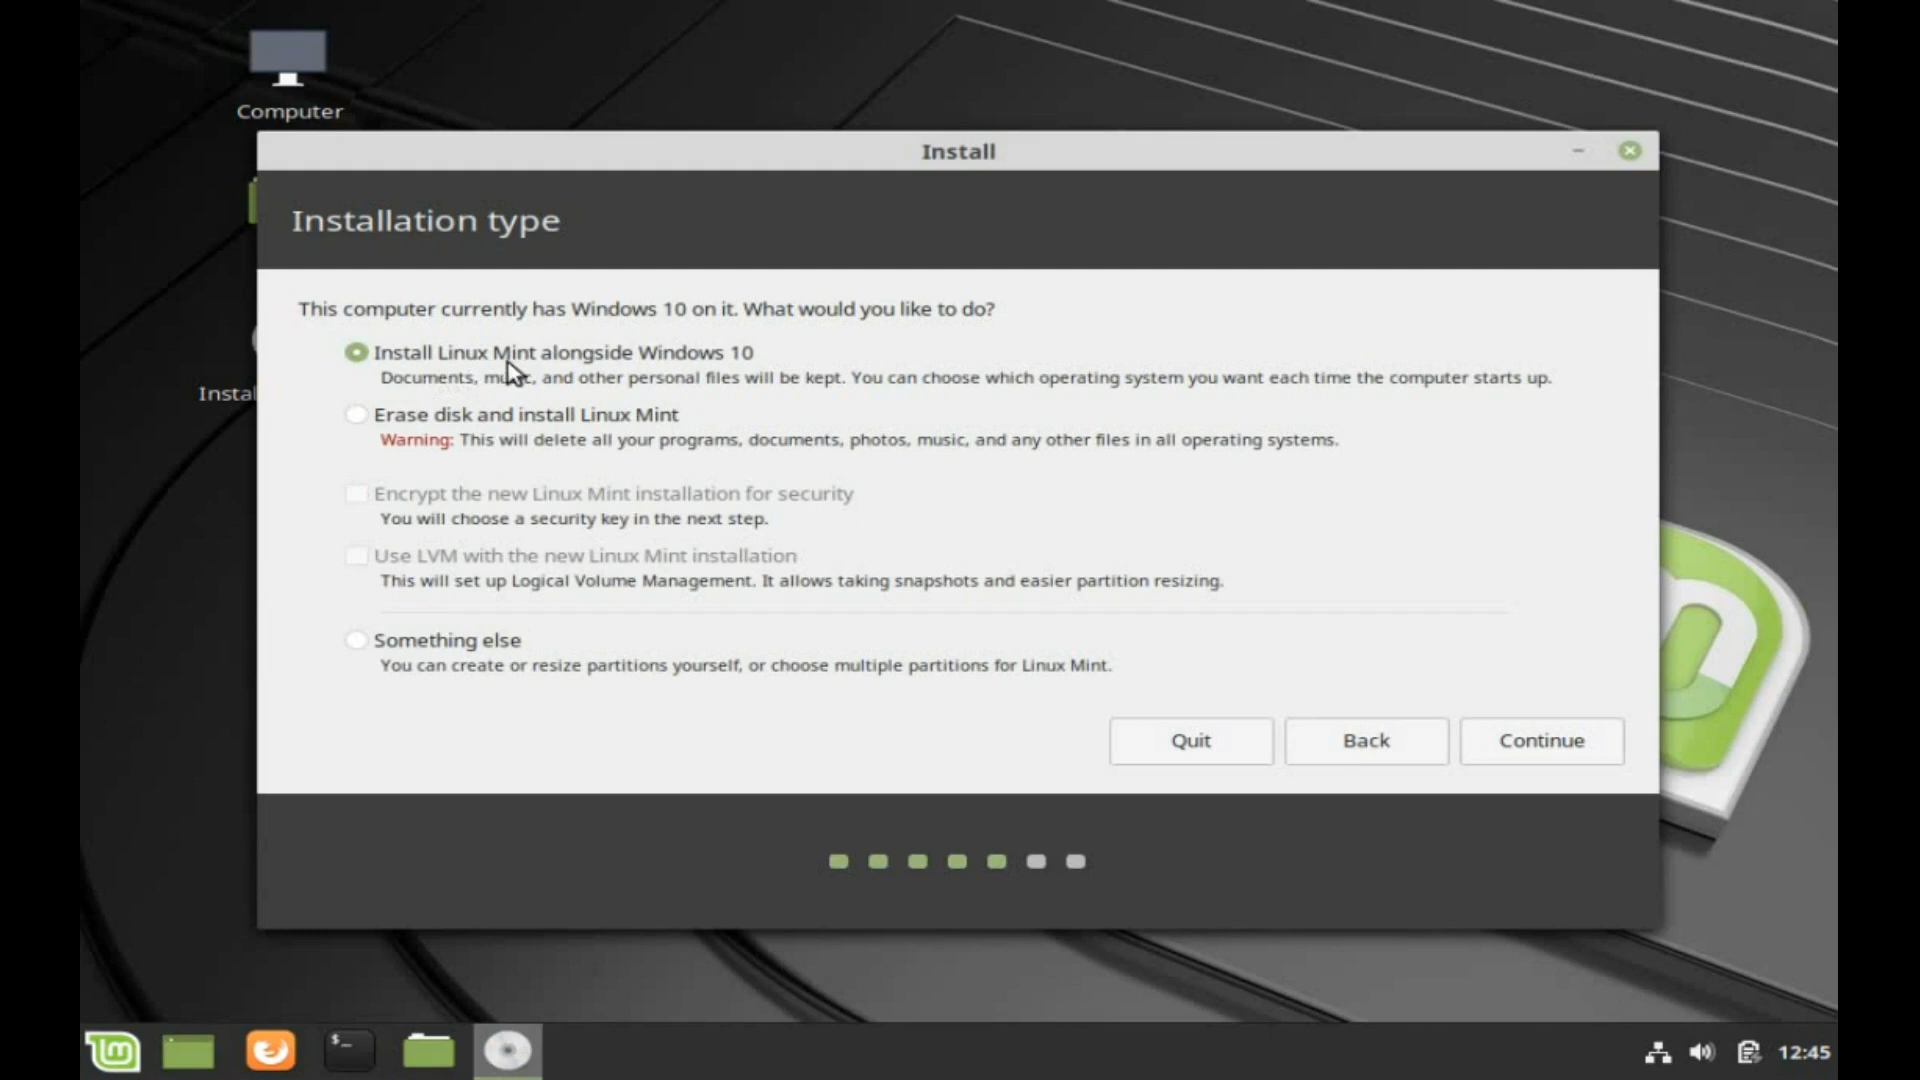 Computer
Install
Installation type
This computer currently has Windows 10 on it. What would you like to do?
Install Linux Mint alongside Windows 10
Documents, music, and other personal files will be kept. You can choose which operating system you want each time the computer starts up.
Instal
Erase disk and install Linux Mint
Warning: This will delete all your programs, documents, photos, music, and any other files in all operating systems.
Encrypt the new Linux Mint installation for security
You will choose a security key in the next step.
Use LVM with the new Linux Mint installation
This will set up Logical Volume Management. It allows taking snapshots and easier partition resizing.
Something else
You can create or resize partitions yourself, or choose multiple partitions for Linux Mint.
Quit
Back
Continue
$_
12:45